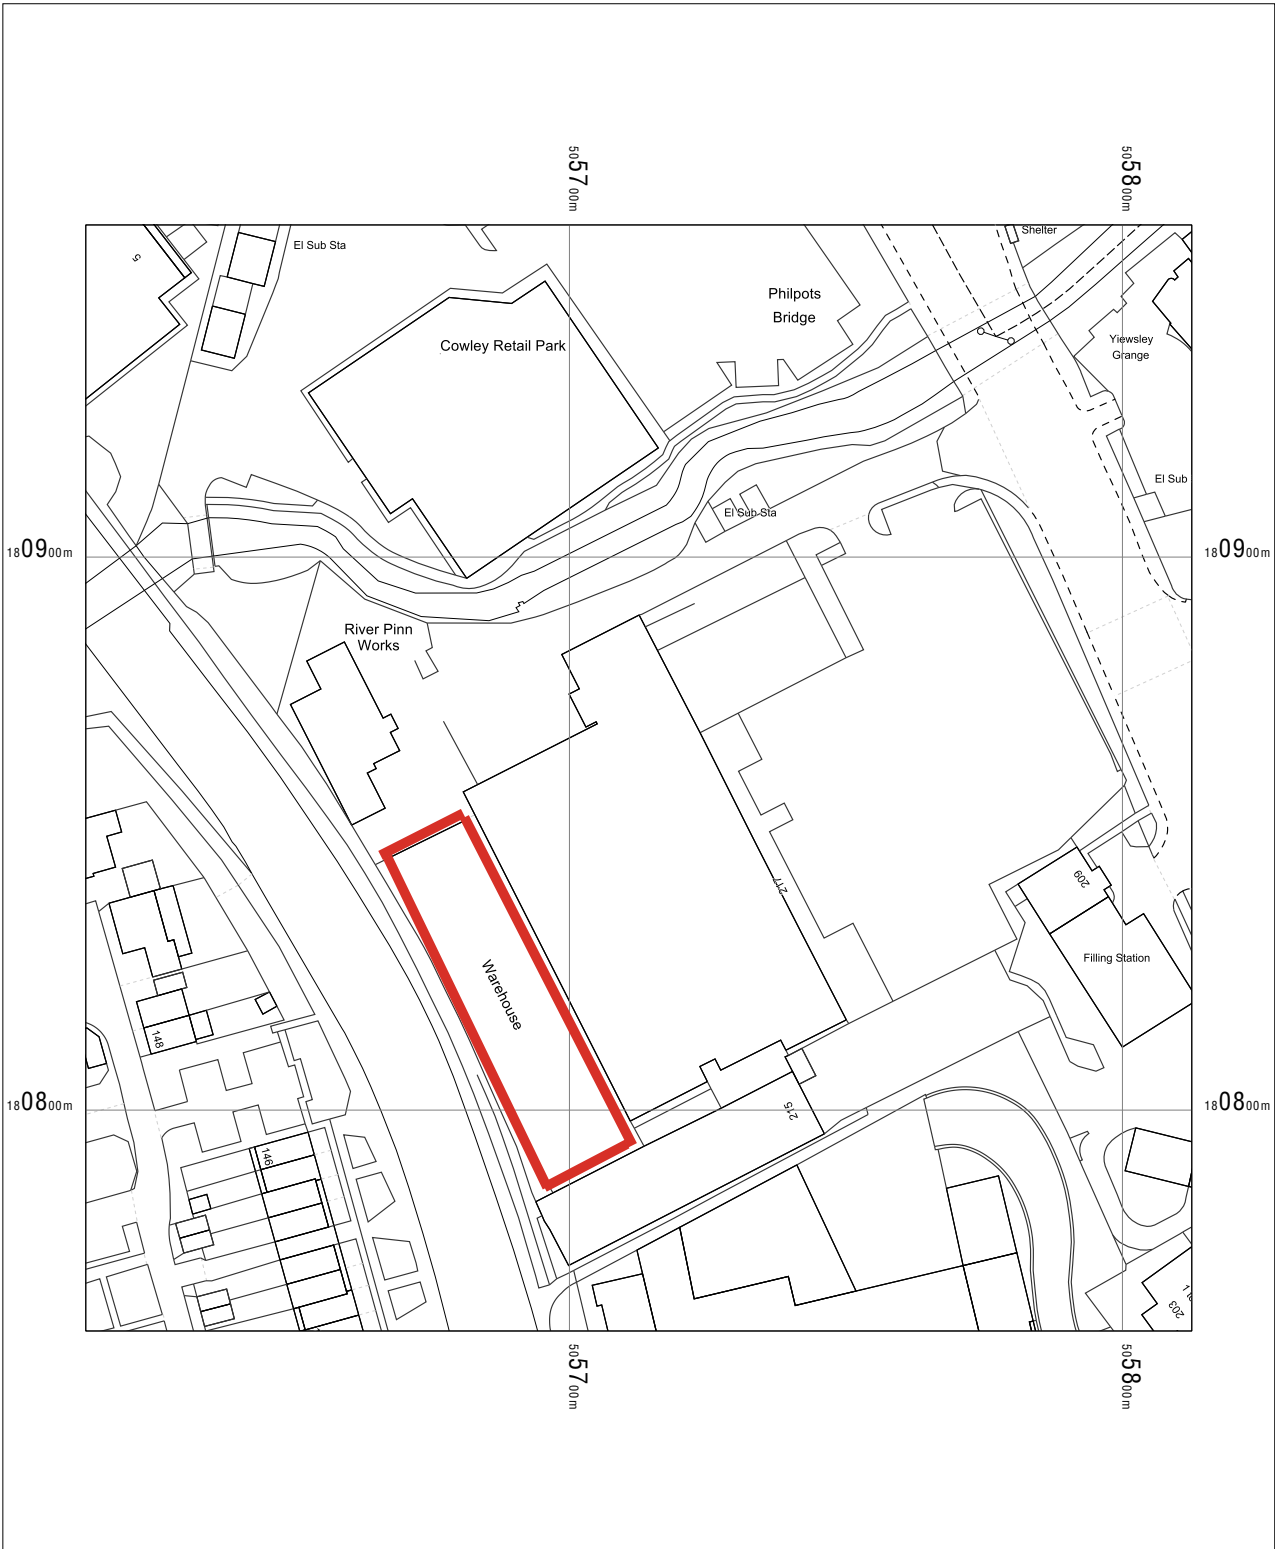 5057 00m
5058 00m
5
El Sub Sta
Shelter
Philpots
Bridge
Cowley Retail Park
Yiewsley
Grange
El Sub
El Sub Sta
1809 00m
1809 00m
River Pinn
Works
217
209
Filling Station
Warehouse
148
1808 00m
1808 00m
215
146
203
5057 00m
5058 00m